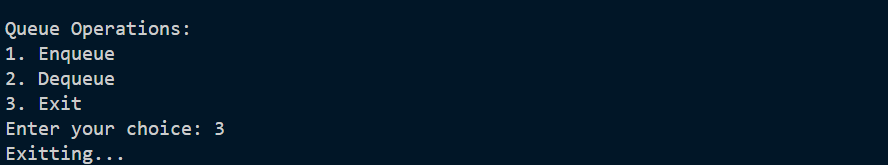 Queue Operations:
1. Enqueue
2. Dequeue
3. Exit
Enter your choice: 3
Exitting...